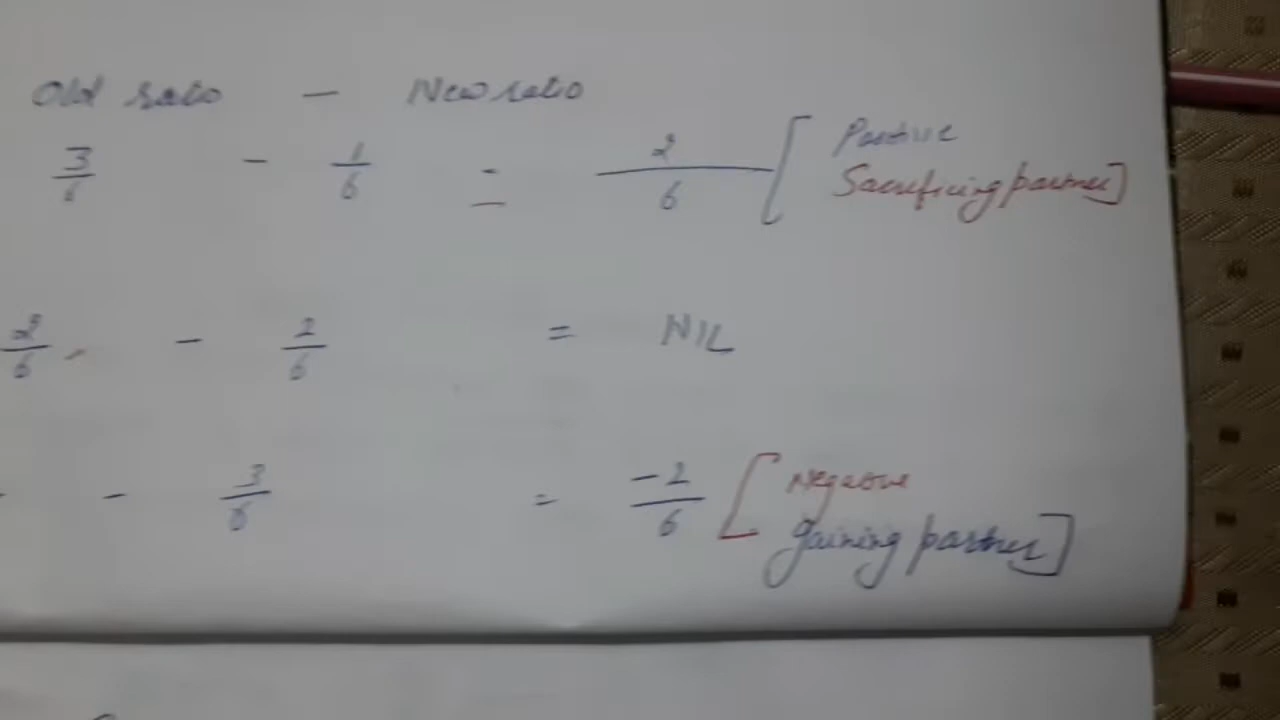 Old ratio - New ratio
3/6 - 1/6 = 2/6 [Positive
Sacrificing partner]
2/6 - 2/6 = NIL
- 3/6 = -2/6 [Negative
gaining partner]